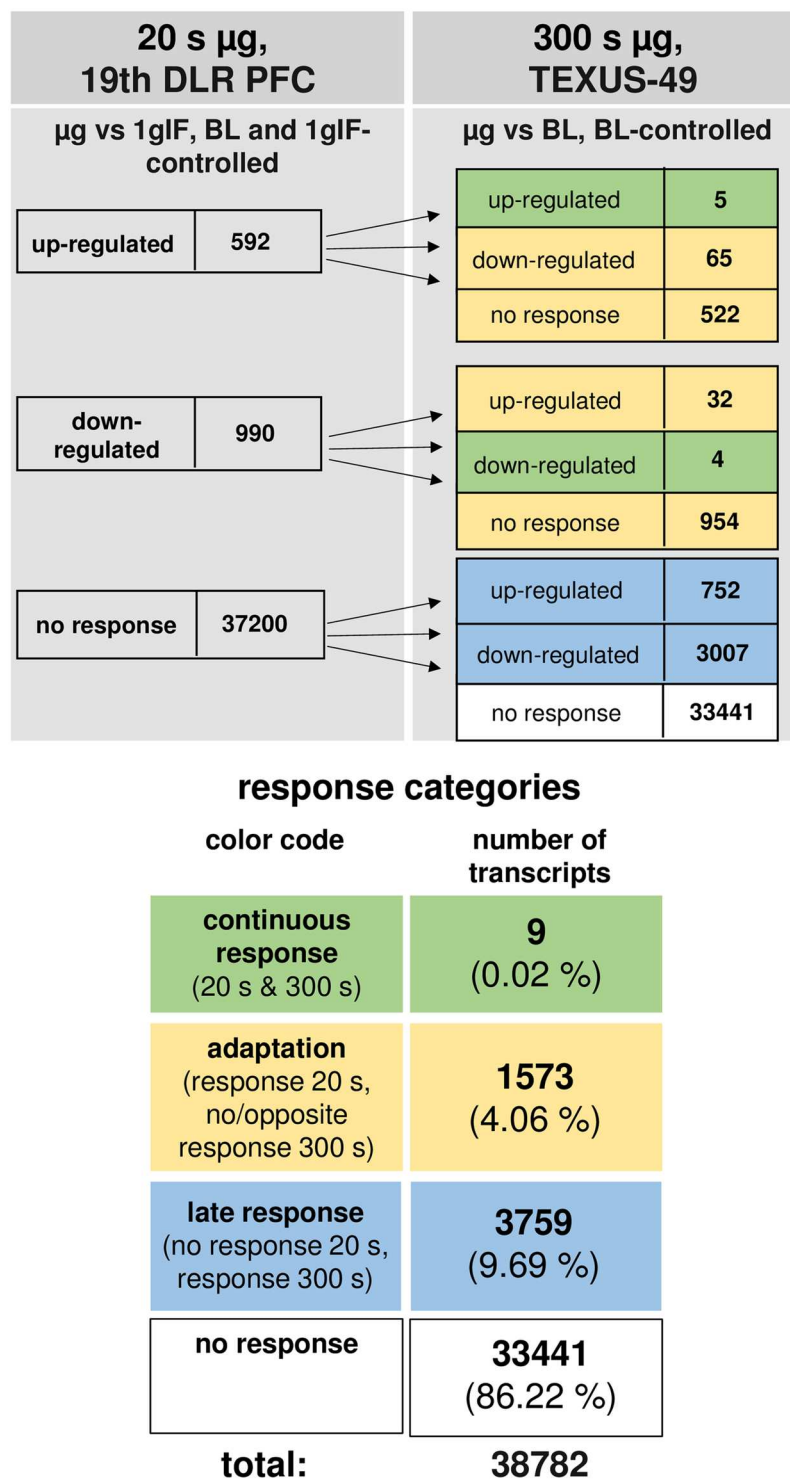 20 s µg,
19th DLR PFC
300 s µg,
TEXUS-49
µg vs 1gIF, BL and 1gIF-
controlled
µg vs BL, BL-controlled
up-regulated 592
up-regulated 5
down-regulated 65
no response 522
down-
regulated
990
up-regulated 32
down-regulated 4
no response 954
no response 37200
up-regulated 752
down-regulated 3007
no response 33441
response categories
color code
number of
transcripts
continuous
response
(20 s & 300 s)
9
(0.02 %)
adaptation
(response 20 s,
no/opposite
response 300 s)
1573
(4.06 %)
late response
(no response 20 s,
response 300 s)
3759
(9.69 %)
no response
33441
(86.22 %)
total: 38782